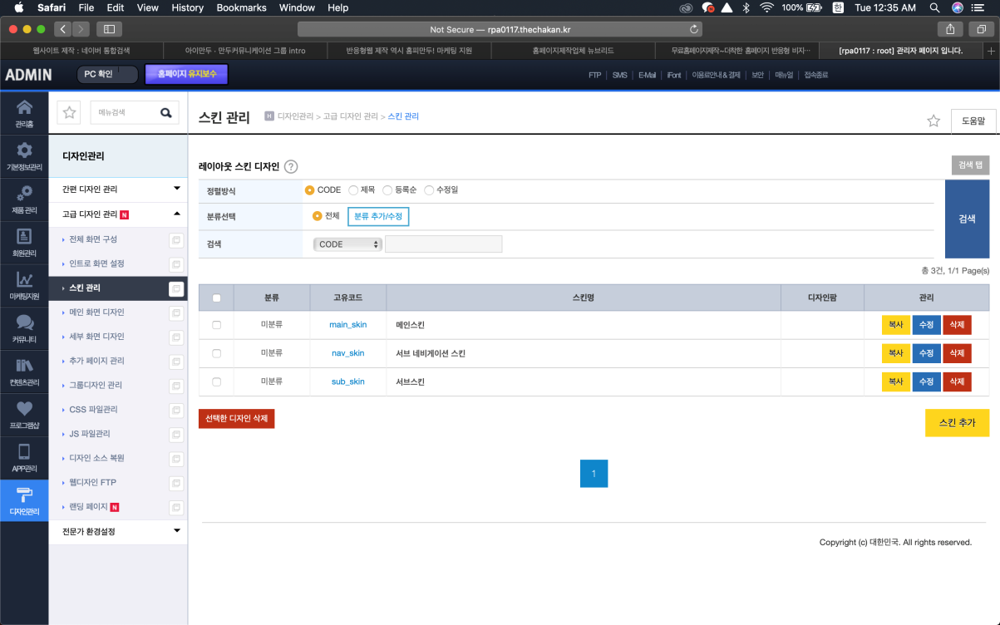 Safari File Edit View History Bookmarks Window Help 100% 한 Tue 12:35 AM
Not Secure — rpa0117.thechakan.kr
웹사이트 제작 : 네이버 통합검색
아이만두 · 만두커뮤니케이션 그룹 intro
반응형웹 제작 역시 홈피만두! 마케팅 지원
홈페이지제작업체 뉴브리드
무료홈페이지제작~더착한 홈페이지 반응형 비지…
[rpa0117 : root] 관리자 페이지 입니다.
ADMIN
PC 확인
홈페이지 유지보수
FTP | SMS | E-Mail | iFont | 이용료안내&결제 | 보안 | 매뉴얼 | 접속종료
관리홈
기본정보관리
제품 관리
회원관리
마케팅지원
커뮤니티
컨텐츠관리
프로그램샵
APP관리
디자인관리
메뉴검색
디자인관리
간편 디자인 관리
고급 디자인 관리 N
전체 화면 구성
인트로 화면 설정
스킨 관리
메인 화면 디자인
세부 화면 디자인
추가 페이지 관리
그룹디자인 관리
CSS 파일관리
JS 파일관리
디자인 소스 복원
웹디자인 FTP
랜딩 페이지 N
전문가 환경설정
스킨 관리
H 디자인관리 > 고급 디자인 관리 > 스킨 관리
도움말
레이아웃 스킨 디자인 ?
검색 탭
정렬방식 CODE 제목 등록순 수정일
분류선택 전체 분류 추가/수정
검색 CODE
검색
총 3건, 1/1 Page(s)
분류 고유코드 스킨명 디자인팜 관리
미분류 main_skin 메인스킨 복사 수정 삭제
미분류 nav_skin 서브 네비게이션 스킨 복사 수정 삭제
미분류 sub_skin 서브스킨 복사 수정 삭제
선택한 디자인 삭제
스킨 추가
1
Copyright (c) 대한민국. All rights reserved.